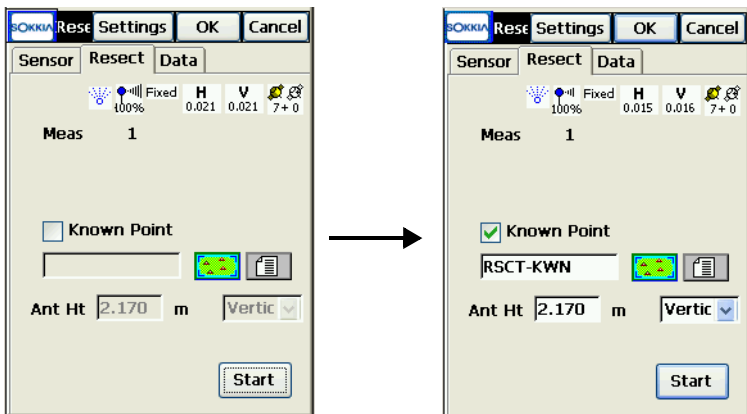 SOKKIA Rese Settings OK Cancel
Sensor Resect Data
Fixed H V
100% 0.021 0.021 7+ 0
Meas 1
Known Point
Ant Ht 2.170 m Vertic
Start
SOKKIA Rese Settings OK Cancel
Sensor Resect Data
Fixed H V
100% 0.015 0.016 7+ 0
Meas 1
Known Point
RSCT-KWN
Ant Ht 2.170 m Vertic
Start